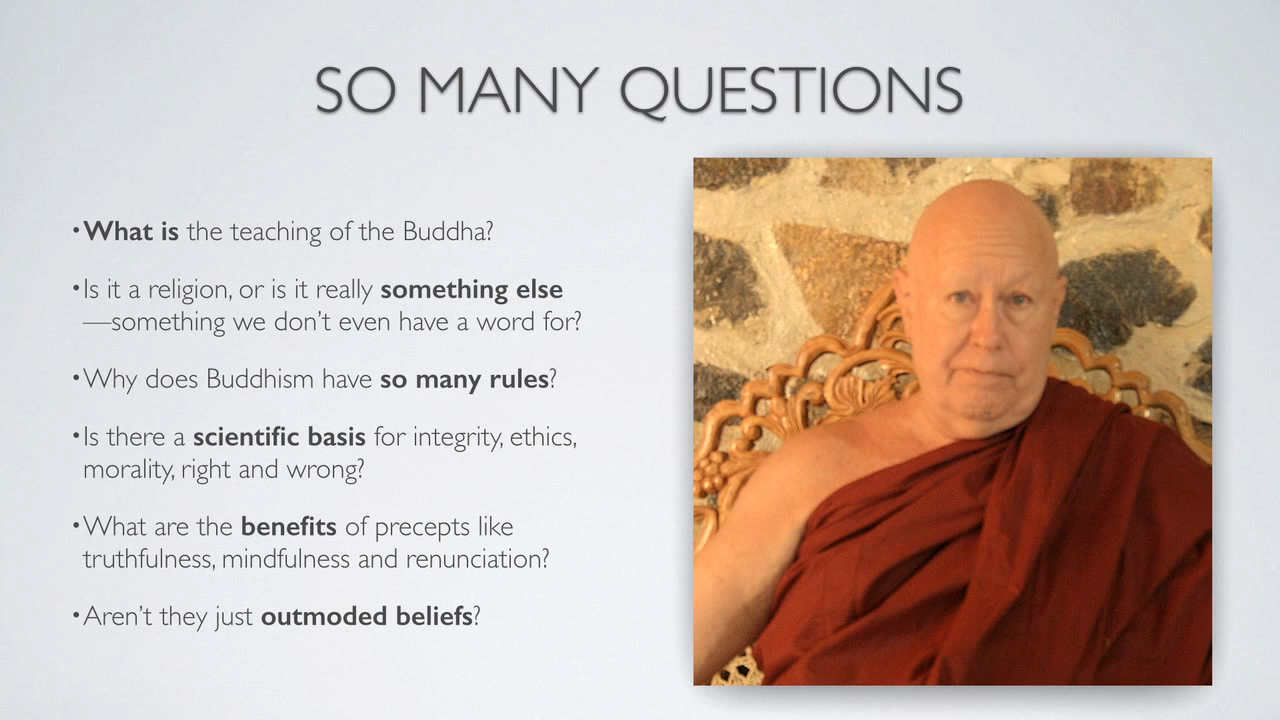 SO MANY QUESTIONS
•What is the teaching of the Buddha?
•Is it a religion, or is it really something else
—something we don’t even have a word for?
•Why does Buddhism have so many rules?
•Is there a scientific basis for integrity, ethics,
morality, right and wrong?
•What are the benefits of precepts like
truthfulness, mindfulness and renunciation?
•Aren’t they just outmoded beliefs?